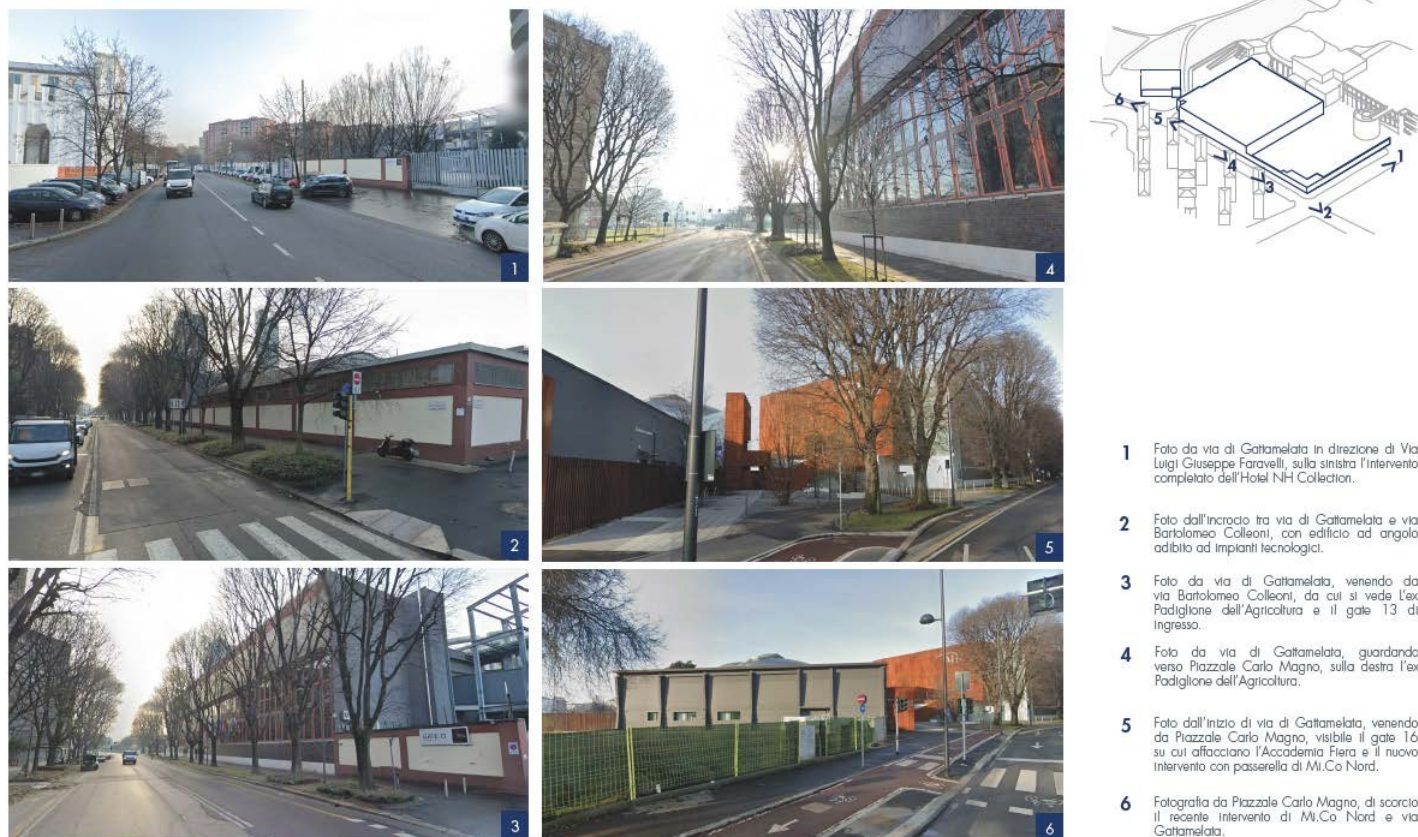 1
4
2
5
3
6
6
5
4
3
2
1
1 Foto da via di Gattamelata in direzione di Via
Luigi Giuseppe Faravelli, sulla sinistra l'intervento
completato dell'Hotel NH Collection.
2 Foto dall'incrocio tra via di Gattamelata e via
Bartolomeo Colleoni, con edificio ad angolo
adibito ad impianti tecnologici.
3 Foto da via di Gattamelata, venendo da
via Bartolomeo Colleoni, da cui si vede L'ex
Padiglione dell'Agricoltura e il gate 13 di
ingresso.
4 Foto da via di Gattamelata, guardando
verso Piazzale Carlo Magno, sulla destra l'ex
Padiglione dell'Agricoltura.
5 Foto dall'inizio di via di Gattamelata, venendo
da Piazzale Carlo Magno, visibile il gate 16
su cui affacciano l'Accademia Fiera e il nuovo
intervento con passerella di Mi.Co Nord.
6 Fotografia da Piazzale Carlo Magno, di scorcio
il recente intervento di Mi.Co Nord e via
Gattamelata.